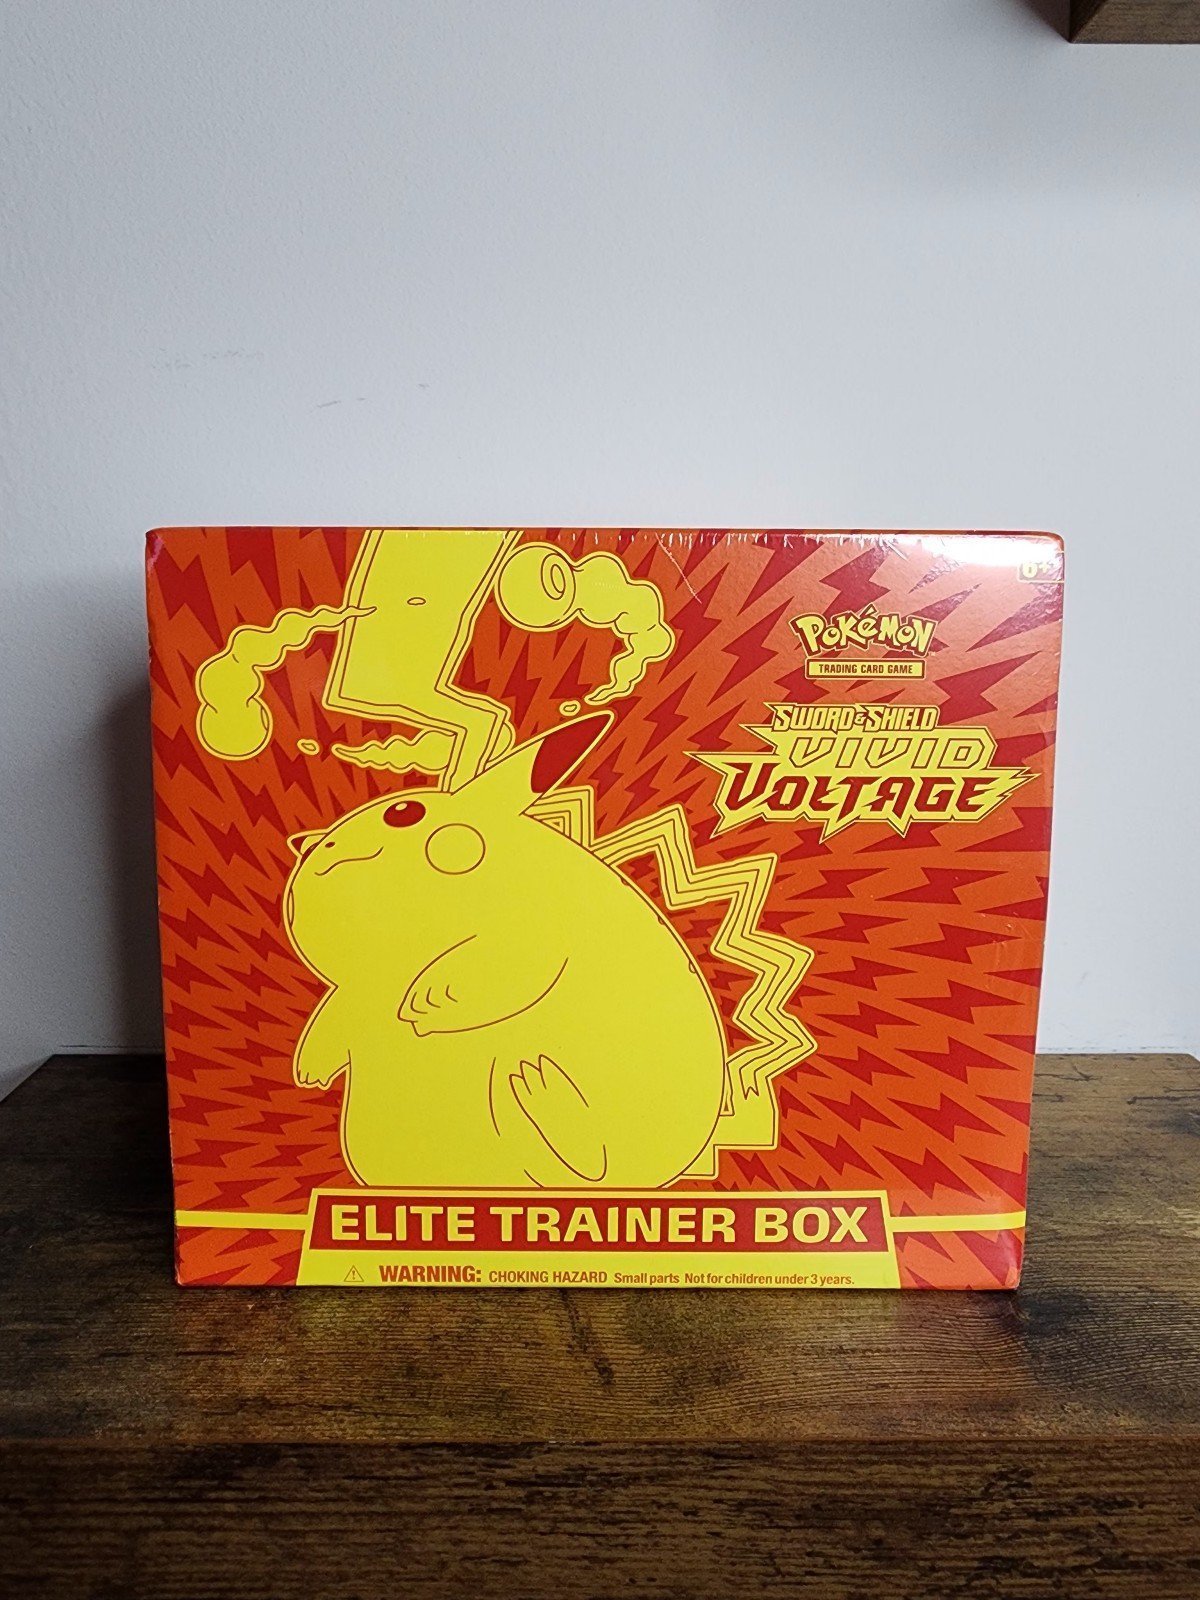 6+
POKéMON
TRADING CARD GAME
SWORD & SHIELD
VIVID
VOLTAGE
ELITE TRAINER BOX
WARNING: CHOKING HAZARD Small parts Not for children under 3 years.